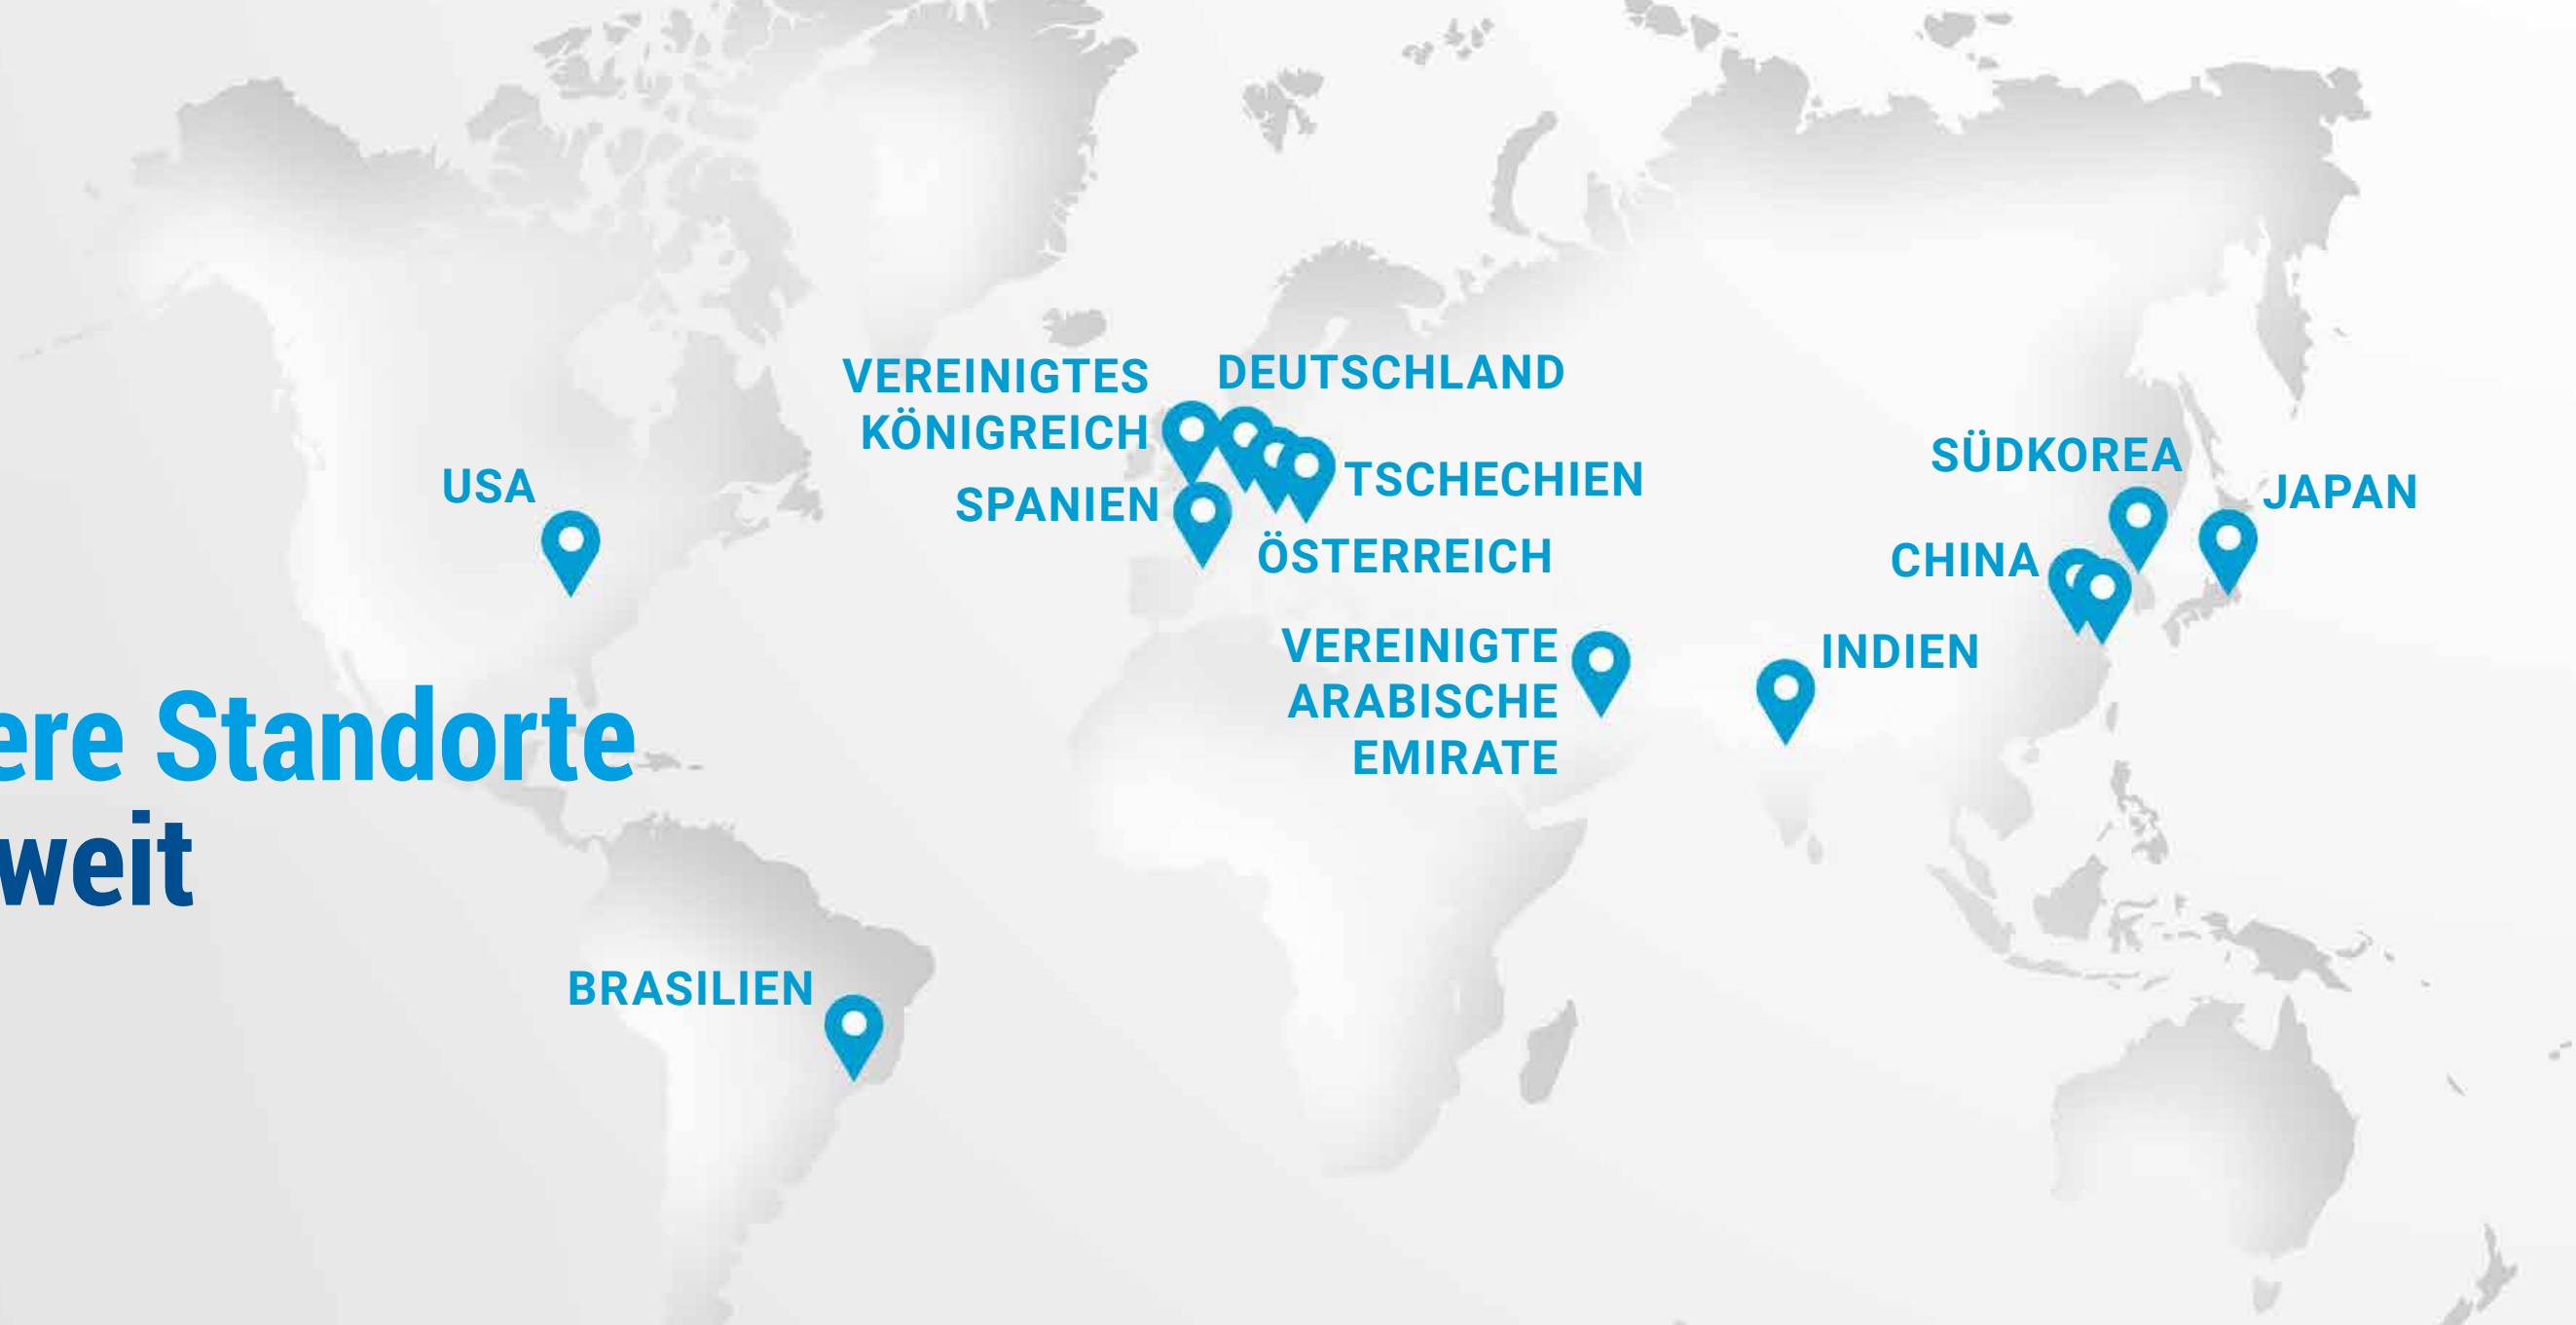 VEREINIGTES
KÖNIGREICH
DEUTSCHLAND
USA
SPANIEN
TSCHECHIEN
ÖSTERREICH
SÜDKOREA
JAPAN
CHINA
INDIEN
VEREINIGTE
ARABISCHE
EMIRATE
ere Standorte
weit
BRASILIEN